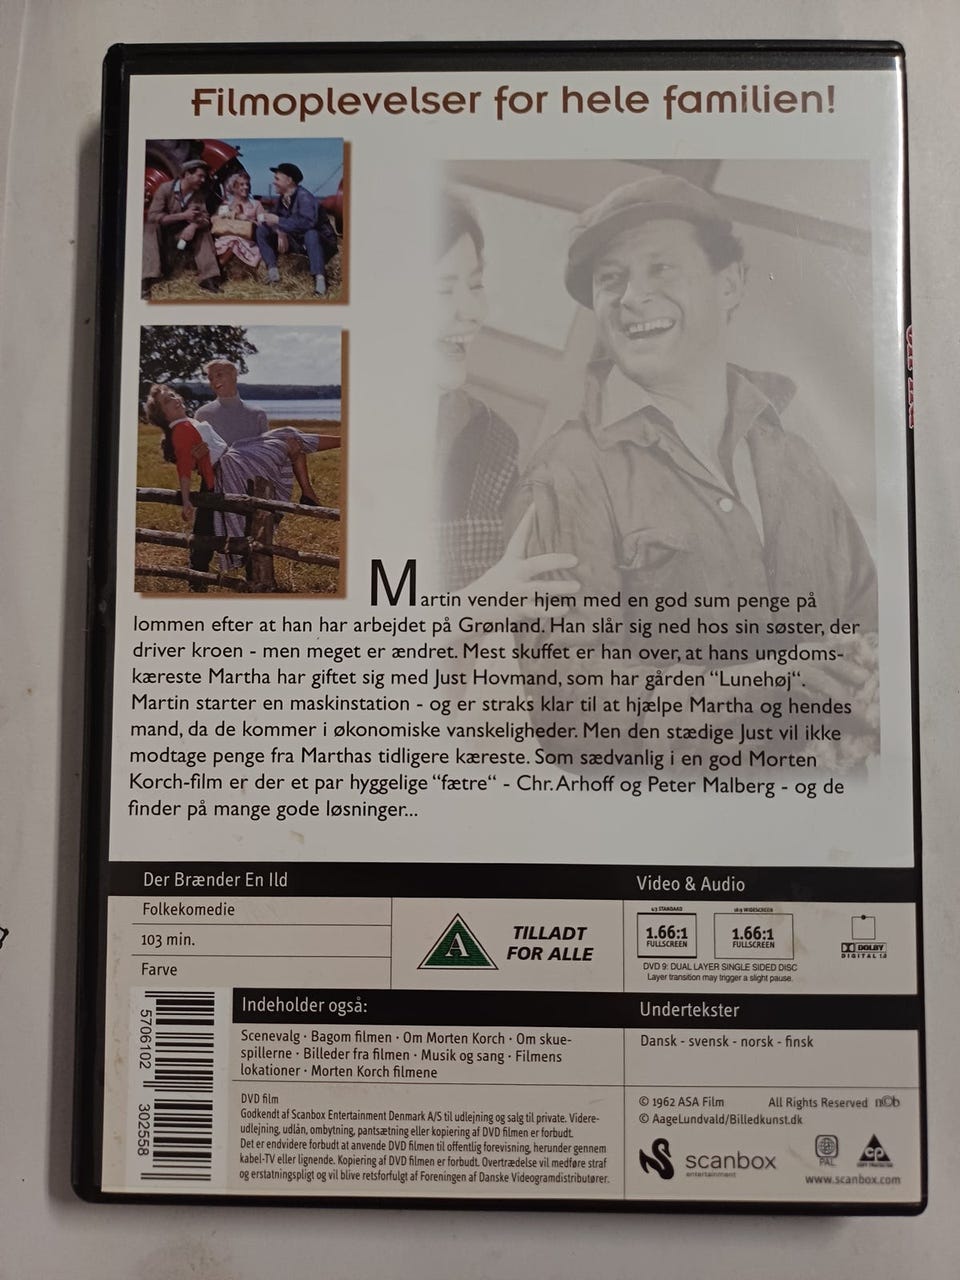 Filmoplevelser for hele familien!
Martin vender hjem med en god sum penge på
lommen efter at han har arbejdet på Grønland. Han slår sig ned hos sin søster, der
driver kroen - men meget er ændret. Mest skuffet er han over, at hans ungdoms-
kæreste Martha har giftet sig med Just Hovmand, som har gården “Lunehøj“.
Martin starter en maskinstation - og er straks klar til at hjælpe Martha og hendes
mand, da de kommer i økonomiske vanskeligheder. Men den stædige Just vil ikke
modtage penge fra Marthas tidligere kæreste. Som sædvanlig i en god Morten
Korch-film er der et par hyggelige “fætre“ - Chr. Arhoff og Peter Malberg - og de
finder på mange gode løsninger...
Der Brænder En Ild
Folkekomedie
103 min.
Farve
A
TILLADT
FOR ALLE
Video & Audio
4:3 STANDARD
1.66:1
FULLSCREEN
16:9 WIDESCREEN
1.66:1
FULLSCREEN
DVD 9: DUAL LAYER SINGLE SIDED DISC
Layer transition may trigger a slight pause.
DOLBY
DIGITAL 1.0
5706102 302558
Indeholder også:
Scenevalg · Bagom filmen · Om Morten Korch · Om skue-
spillerne · Billeder fra filmen · Musik og sang · Filmens
lokationer · Morten Korch filmene
Undertekster
Dansk - svensk - norsk - finsk
DVD film
Godkendt af Scanbox Entertainment Danmark A/S til udlejning og salg til private. Videre-
udlejning, udlån, ombytning, pantsætning eller kopiering af DVD filmen er forbudt.
Det er endvidere forbudt at anvende DVD filmen til offentlig forevisning, herunder gennem
kabel-TV eller lignende. Kopiering af DVD filmen er forbudt. Overtrædelse vil medføre straf
og erstatningspligt og vil blive retsforfulgt af Foreningen af Danske Videogramdistributører.
© 1962 ASA Film All Rights Reserved n©b
© AageLundvald/Billedkunst.dk
scanbox
entertainment
PAL
CP
COPY PROTECTED
www.scanbox.com